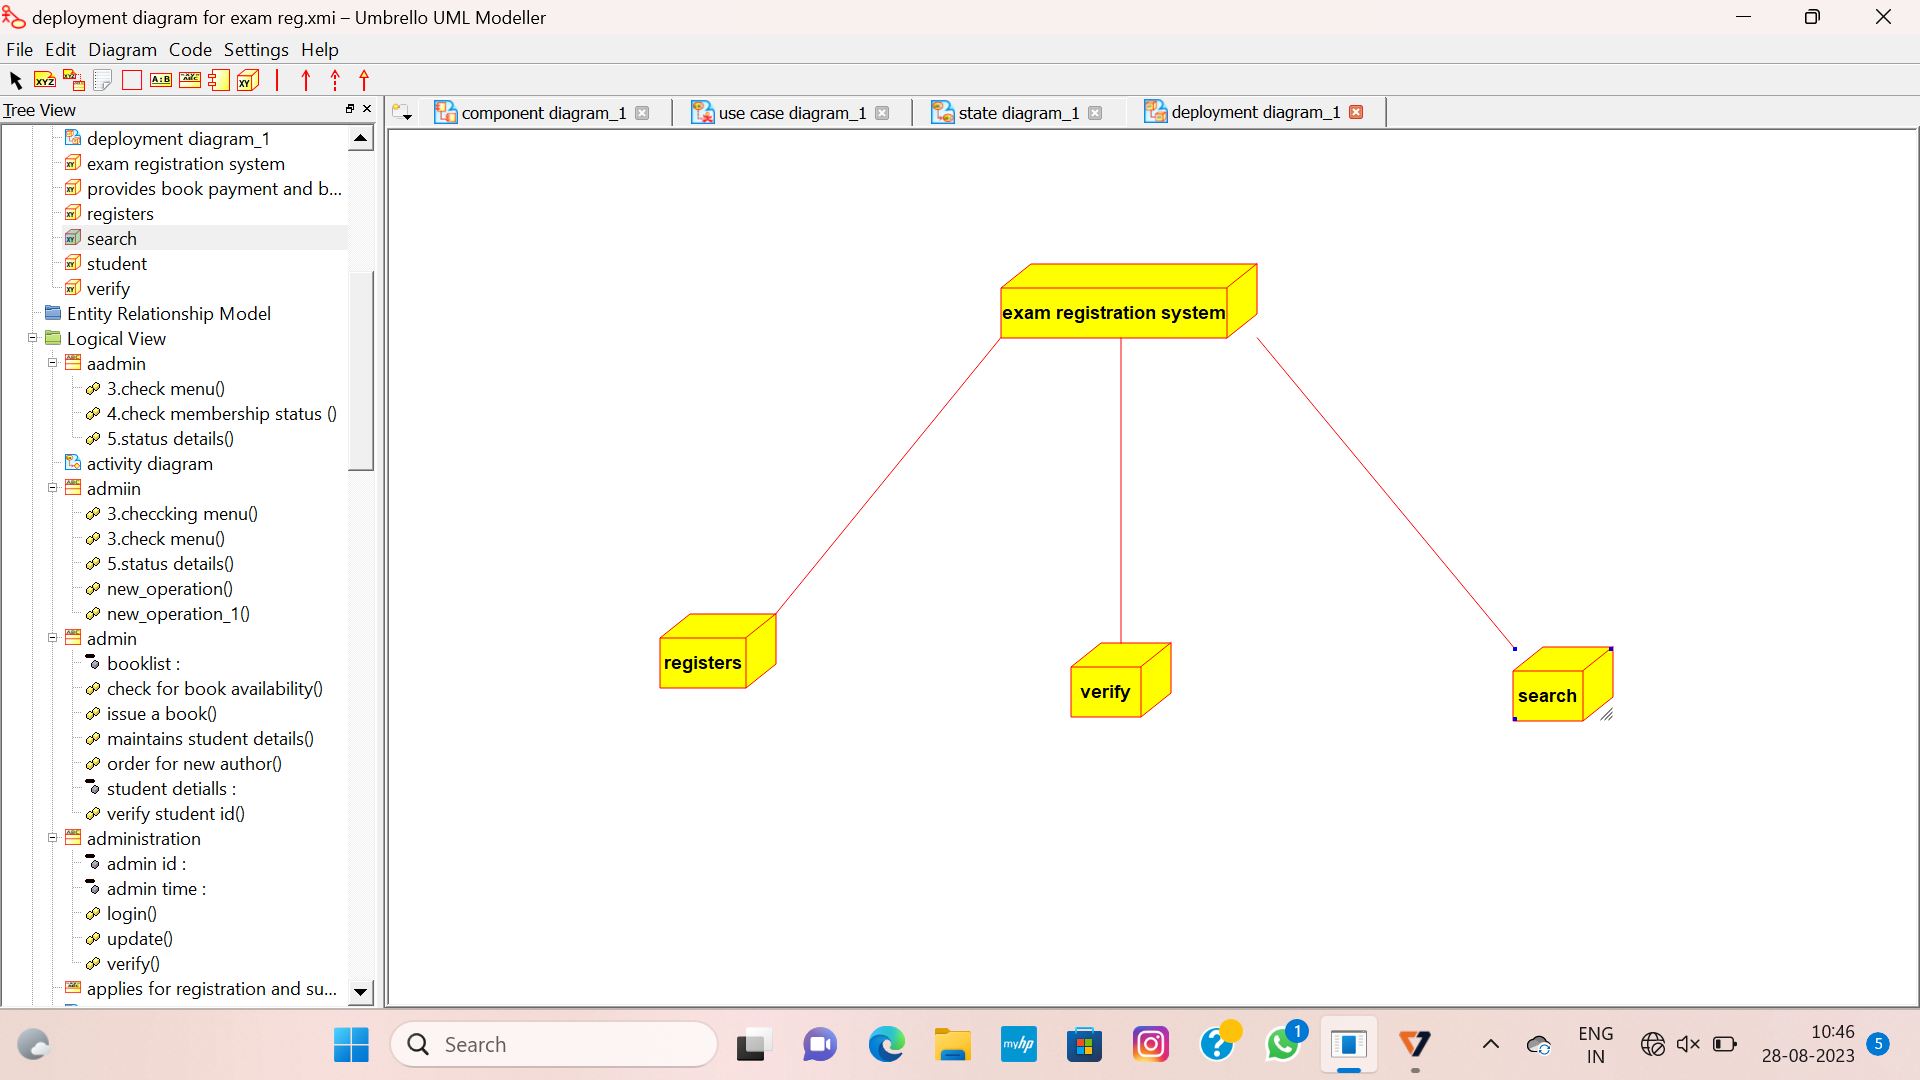 deployment diagram for exam reg.xmi – Umbrello UML Modeller
File Edit Diagram Code Settings Help
Tree View
component diagram_1
use case diagram_1
state diagram_1
deployment diagram_1
deployment diagram_1
exam registration system
provides book payment and b...
registers
search
student
verify
Entity Relationship Model
Logical View
aadmin
3.check menu()
4.check membership status ()
5.status details()
activity diagram
admiin
3.checcking menu()
3.check menu()
5.status details()
new_operation()
new_operation_1()
admin
booklist :
check for book availability()
issue a book()
maintains student details()
order for new author()
student detialls :
verify student id()
administration
admin id :
admin time :
login()
update()
verify()
applies for registration and su...
exam registration system
registers
verify
search
Search
myhp
1
ENG
IN
10:46
28-08-2023
5